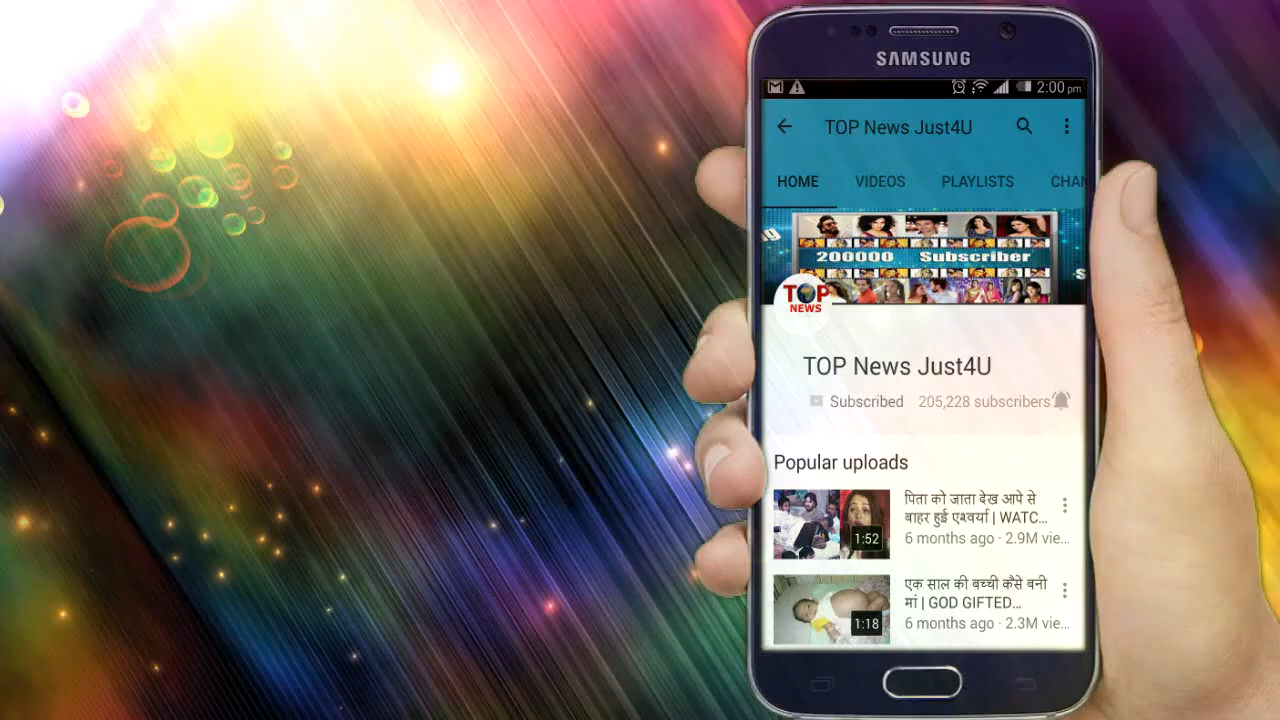 SAMSUNG
2:00 pm
TOP News Just4U
HOME VIDEOS PLAYLISTS CHAN
200000 Subscriber
TOP
NEWS
TOP News Just4U
Subscribed 205,228 subscribers
Popular uploads
पिता को जाता देख आपे से
बाहर हुई एश्वर्या | WATC...
6 months ago · 2.9M vie...
1:52
एक साल की बच्ची कैसे बनी
मां | GOD GIFTED...
6 months ago · 2.3M vie...
1:18